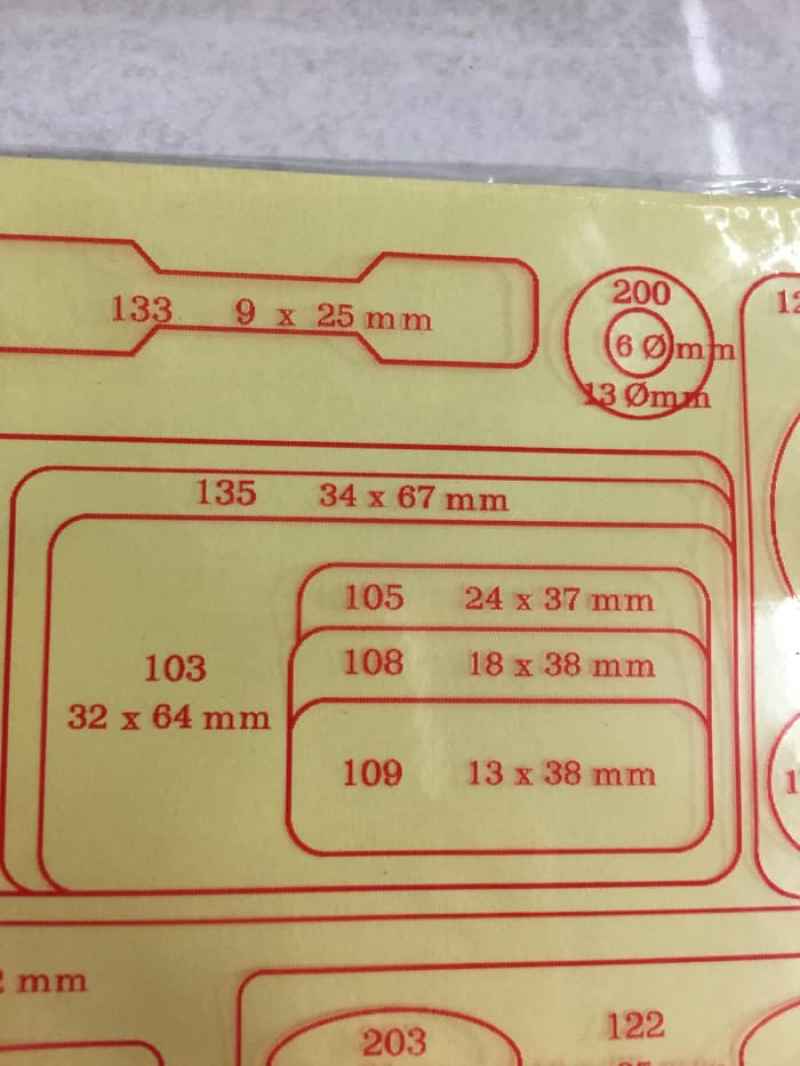 133 9 x 25 mm
200
6 Ø mm
13 Ømm
135 34 x 67 mm
105 24 x 37 mm
108 18 x 38 mm
103
32 x 64 mm
109 13 x 38 mm
mm
203
122